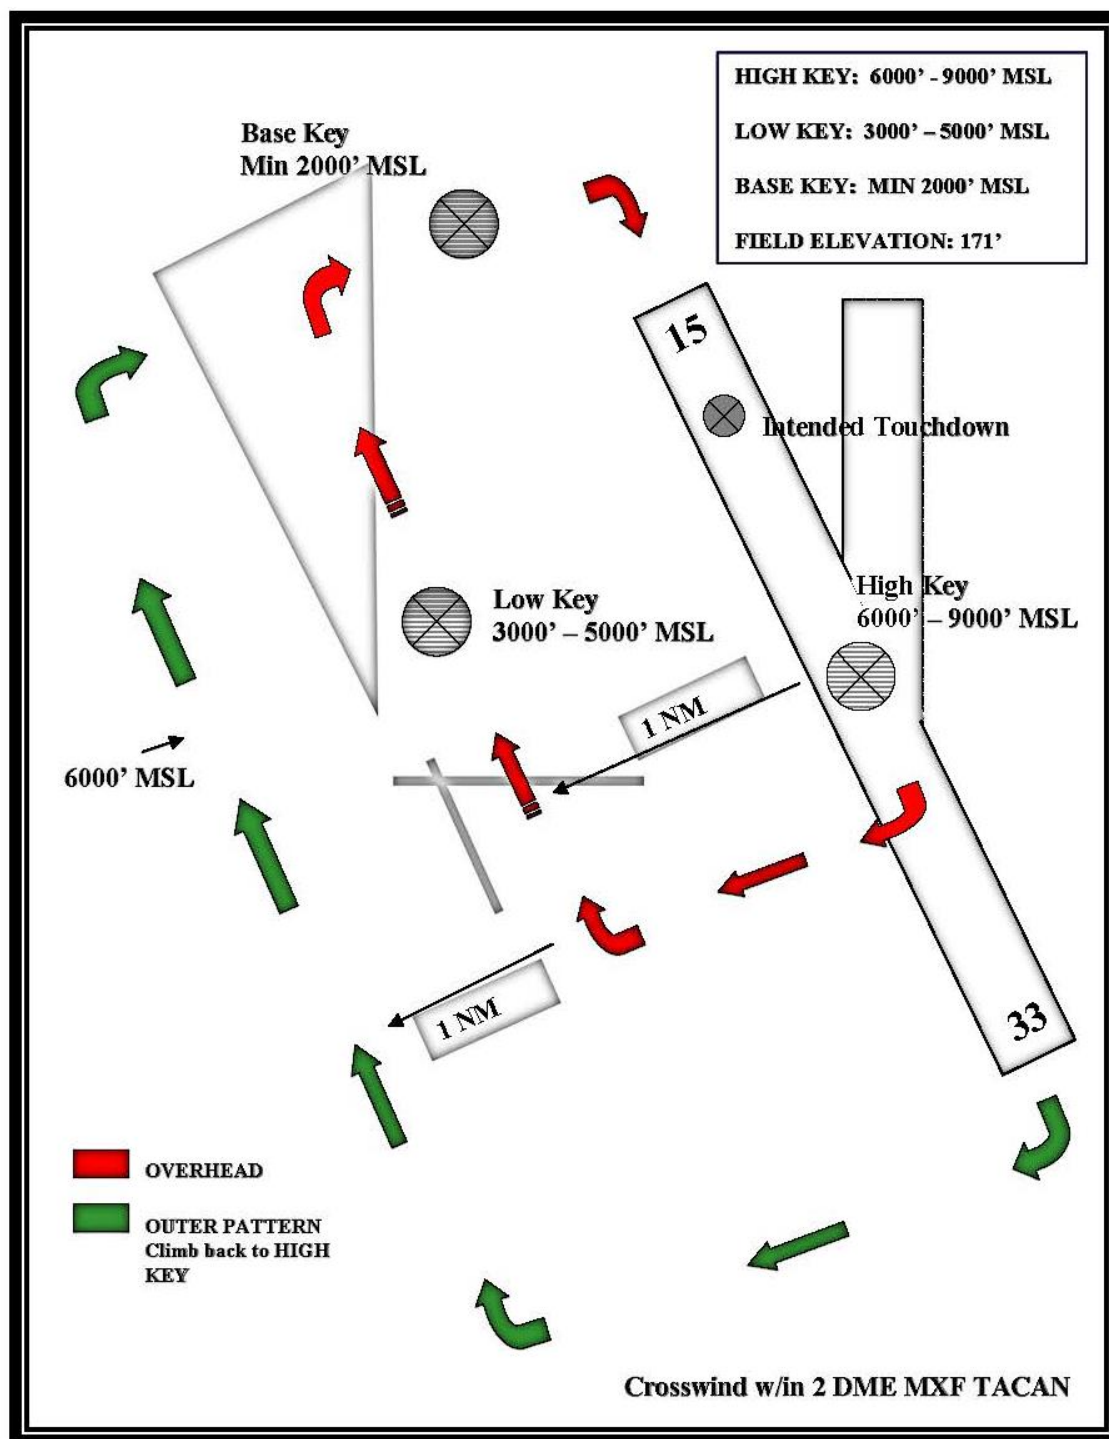 HIGH KEY: 6000' - 9000' MSL
LOW KEY: 3000' – 5000' MSL
BASE KEY: MIN 2000' MSL
FIELD ELEVATION: 171'
Base Key
Min 2000' MSL
15
Intended Touchdown
High Key
6000' – 9000' MSL
Low Key
3000' – 5000' MSL
1 NM
6000' MSL
1 NM
33
OVERHEAD
OUTER PATTERN
Climb back to HIGH
KEY
Crosswind w/in 2 DME MXF TACAN